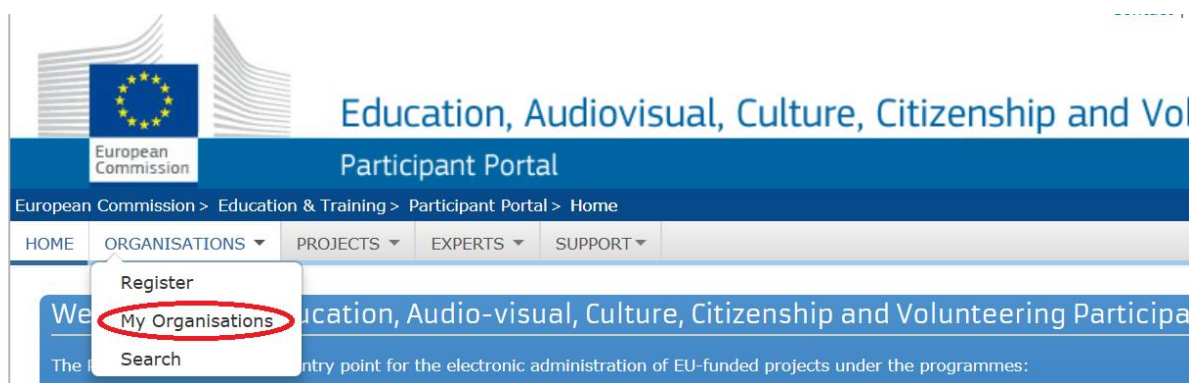 Education, Audiovisual, Culture, Citizenship and Vol
European
Commission
Participant Portal
European Commission > Education & Training > Participant Portal > Home
HOME ORGANISATIONS PROJECTS EXPERTS SUPPORT
Register
We ucation, Audio-visual, Culture, Citizenship and Volunteering Participa
My Organisations
Search
The ntry point for the electronic administration of EU-funded projects under the programmes: